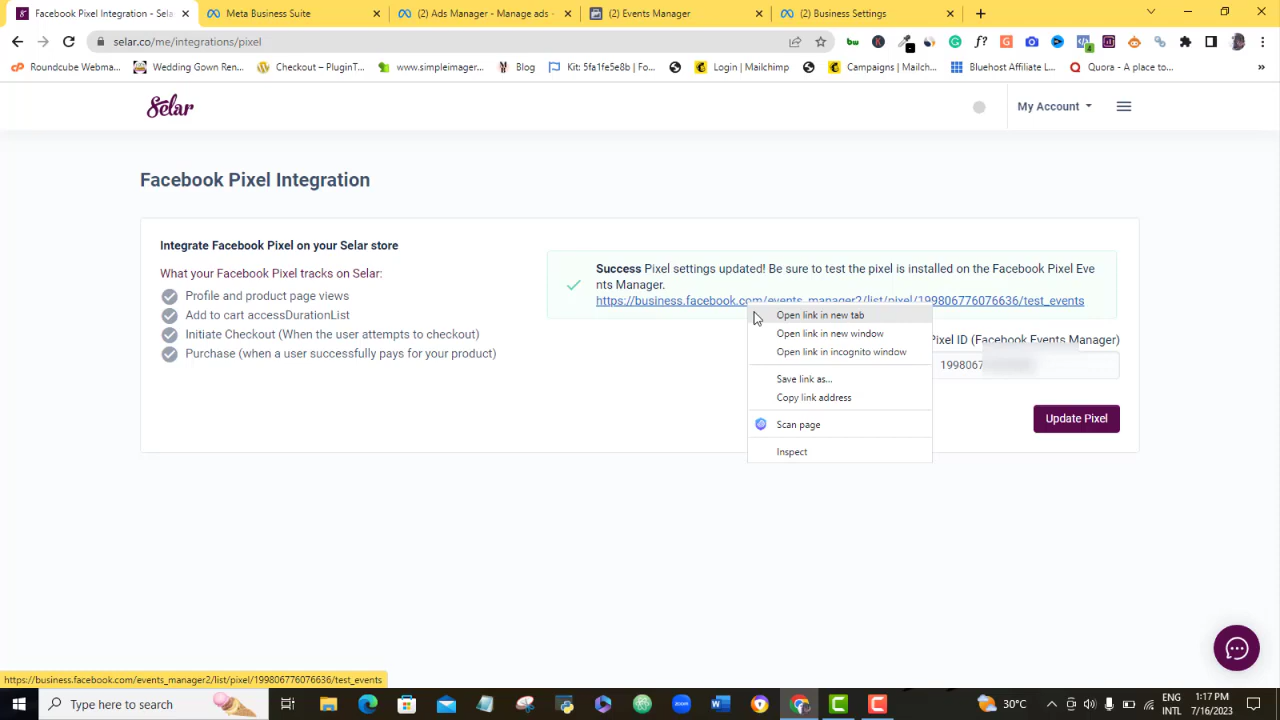 Facebook Pixel Integration - Sela
Meta Business Suite
(2) Ads Manager - Manage ads -
(2) Events Manager
(2) Business Settings
selar.co/me/integrations/pixel
Roundcube Webma...
Wedding Gown Ren...
Checkout – PluginT...
www.simpleimager...
Blog
Kit: 5fa1fe5e8b | Fo...
Login | Mailchimp
Campaigns | Mailch...
Bluehost Affiliate L...
Quora - A place to...
»
Selar
My Account
Facebook Pixel Integration
Integrate Facebook Pixel on your Selar store
What your Facebook Pixel tracks on Selar:
Profile and product page views
Add to cart accessDurationList
Initiate Checkout (When the user attempts to checkout)
Purchase (when a user successfully pays for your product)
Success Pixel settings updated! Be sure to test the pixel is installed on the Facebook Pixel Eve
nts Manager.
https://business.facebook.com/events_manager2/list/pixel/199806776076636/test_events
Pixel ID (Facebook Events Manager)
1998067
Update Pixel
Open link in new tab
Open link in new window
Open link in incognito window
Save link as...
Copy link address
Scan page
Inspect
https://business.facebook.com/events_manager2/list/pixel/199806776076636/test_events
Type here to search
zoom
30°C
ENG
INTL
1:17 PM
7/16/2023